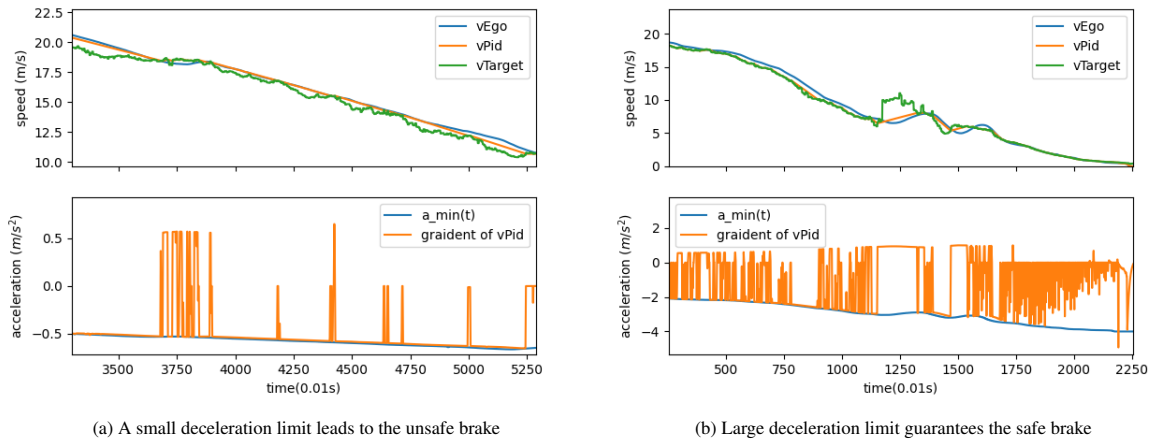 22.5
20.0
17.5
15.0
12.5
10.0
speed (m/s)
vEgo
vPid
vTarget
0.5
0.0
−0.5
acceleration (m/s²)
a_min(t)
graident of vPid
3500 3750 4000 4250 4500 4750 5000 5250
time(0.01s)
(a) A small deceleration limit leads to the unsafe brake
20
15
10
5
0
speed (m/s)
vEgo
vPid
vTarget
2
0
−2
−4
acceleration (m/s²)
a_min(t)
graident of vPid
500 750 1000 1250 1500 1750 2000 2250
time(0.01s)
(b) Large deceleration limit guarantees the safe brake